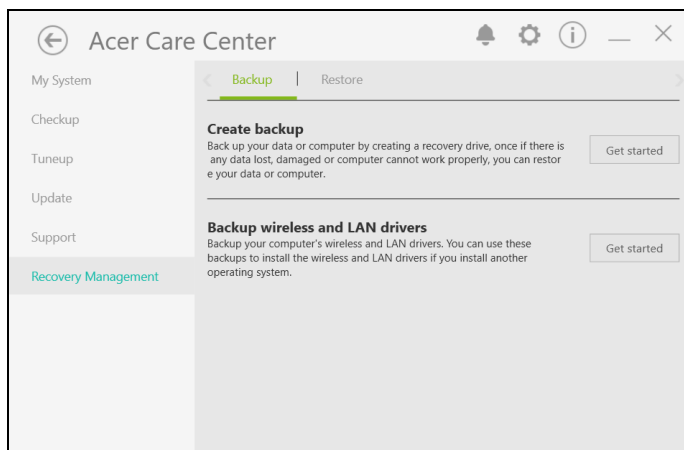 Acer Care Center
My System
Checkup
Tuneup
Update
Support
Recovery Management
Backup
Restore
Create backup
Back up your data or computer by creating a recovery drive, once if there is
any data lost, damaged or computer cannot work properly, you can restor
e your data or computer.
Get started
Backup wireless and LAN drivers
Backup your computer's wireless and LAN drivers. You can use these
backups to install the wireless and LAN drivers if you install another
operating system.
Get started